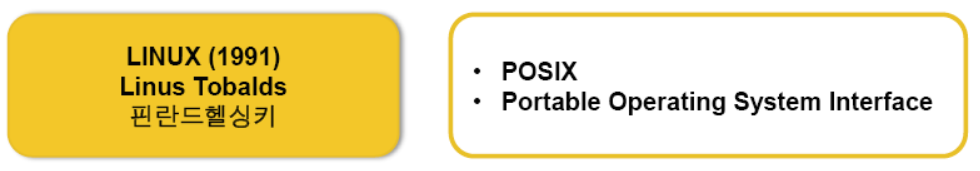 LINUX (1991)
Linus Tobalds
핀란드헬싱키
• POSIX
• Portable Operating System Interface